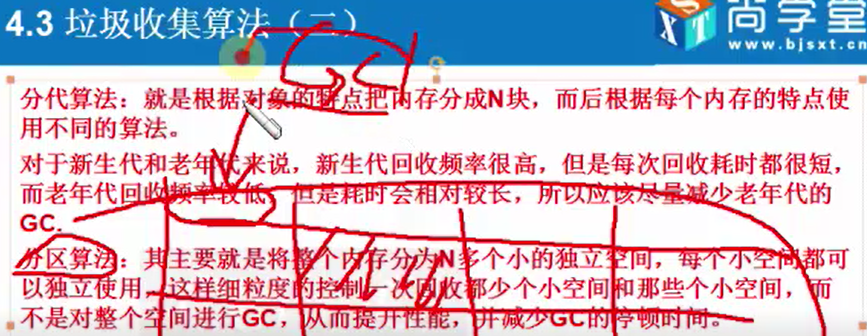 4.3 垃圾收集算法（二）
尚学堂
SXT
www.bjsxt.cn
分代算法：就是根据对象的特点把内存分成N块，而后根据每个内存的特点使
用不同的算法。
对于新生代和老年代来说，新生代回收频率很高，但是每次回收耗时都很短，
而老年代回收频率较低，但是耗时会相对较长，所以应该尽量减少老年代的
GC.
分区算法：其主要就是将整个内存分为N多个小的独立空间，每个小空间都可
以独立使用，这样细粒度的控制一次回收都少个小空间和那些个小空间，而
不是对整个空间进行GC，从而提升性能，并减少GC的停顿时间。